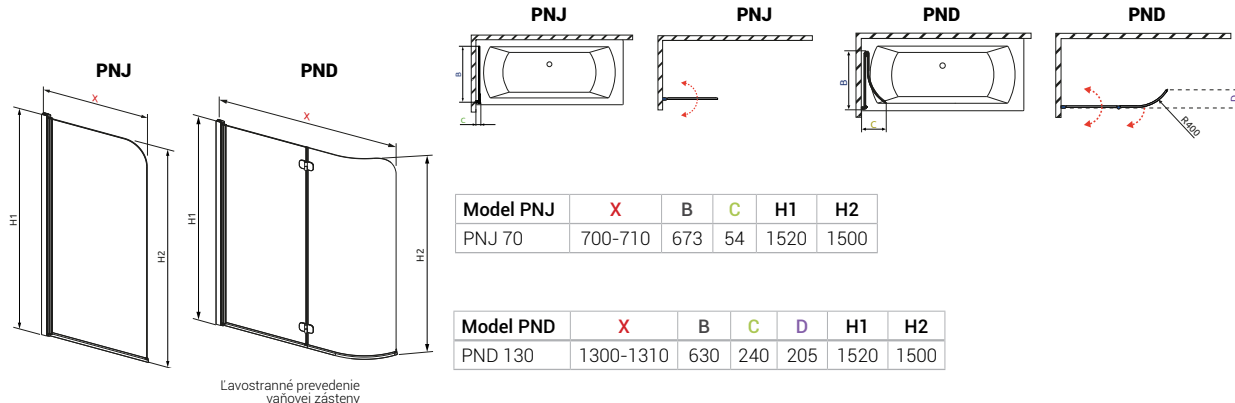 PNJ
PNJ
PND
PND
B
C
B
C
D
R400
PNJ
PND
X
X
H1
H2
H1
H2
Model PNJ X B C H1 H2
PNJ 70 700-710 673 54 1520 1500
Model PND X B C D H1 H2
PND 130 1300-1310 630 240 205 1520 1500
Ľavostranné prevedenie
vaňovej zásteny